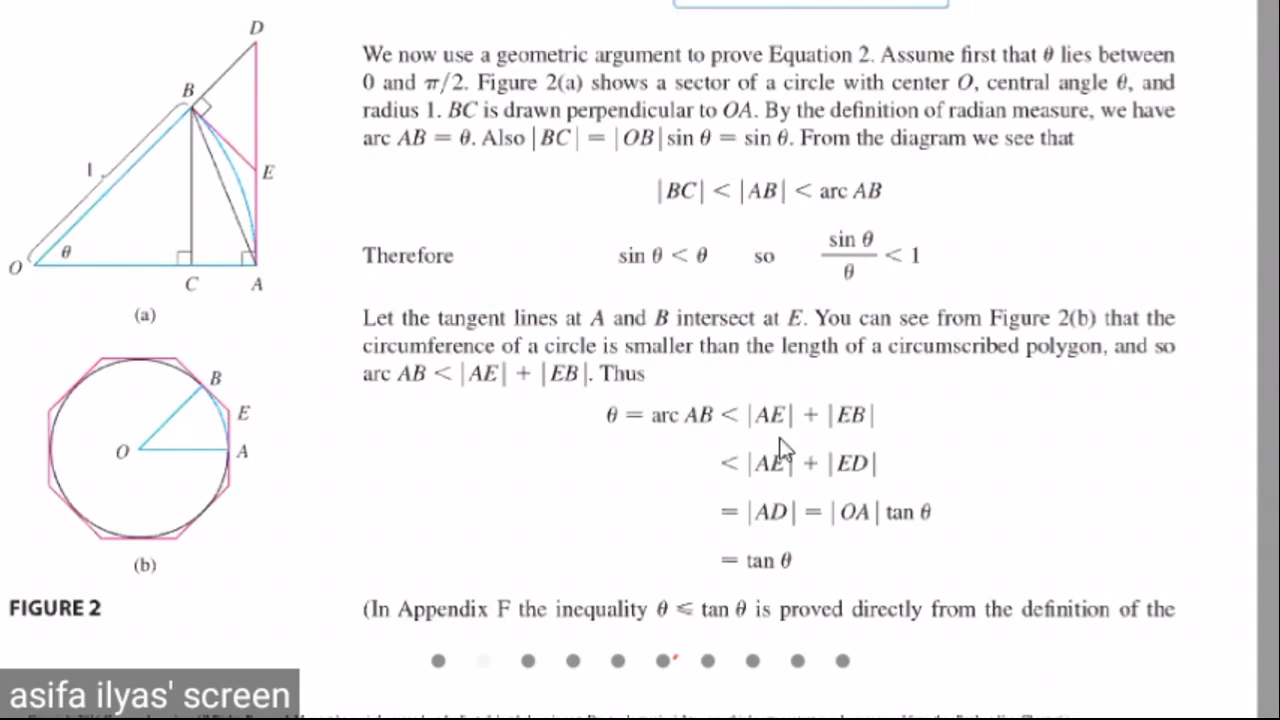 D
B
1
E
θ
O
C
A
(a)
B
E
O
A
(b)
FIGURE 2
We now use a geometric argument to prove Equation 2. Assume first that θ lies between
0 and π/2. Figure 2(a) shows a sector of a circle with center O, central angle θ, and
radius 1. BC is drawn perpendicular to OA. By the definition of radian measure, we have
arc AB = θ. Also |BC| = |OB| sin θ = sin θ. From the diagram we see that
|BC| < |AB| < arc AB
Therefore sin θ < θ so sin θ / θ < 1
Let the tangent lines at A and B intersect at E. You can see from Figure 2(b) that the
circumference of a circle is smaller than the length of a circumscribed polygon, and so
arc AB < |AE| + |EB|. Thus
θ = arc AB < |AE| + |EB|
< |AE| + |ED|
= |AD| = |OA| tan θ
= tan θ
(In Appendix F the inequality θ ⩽ tan θ is proved directly from the definition of the
asifa ilyas' screen